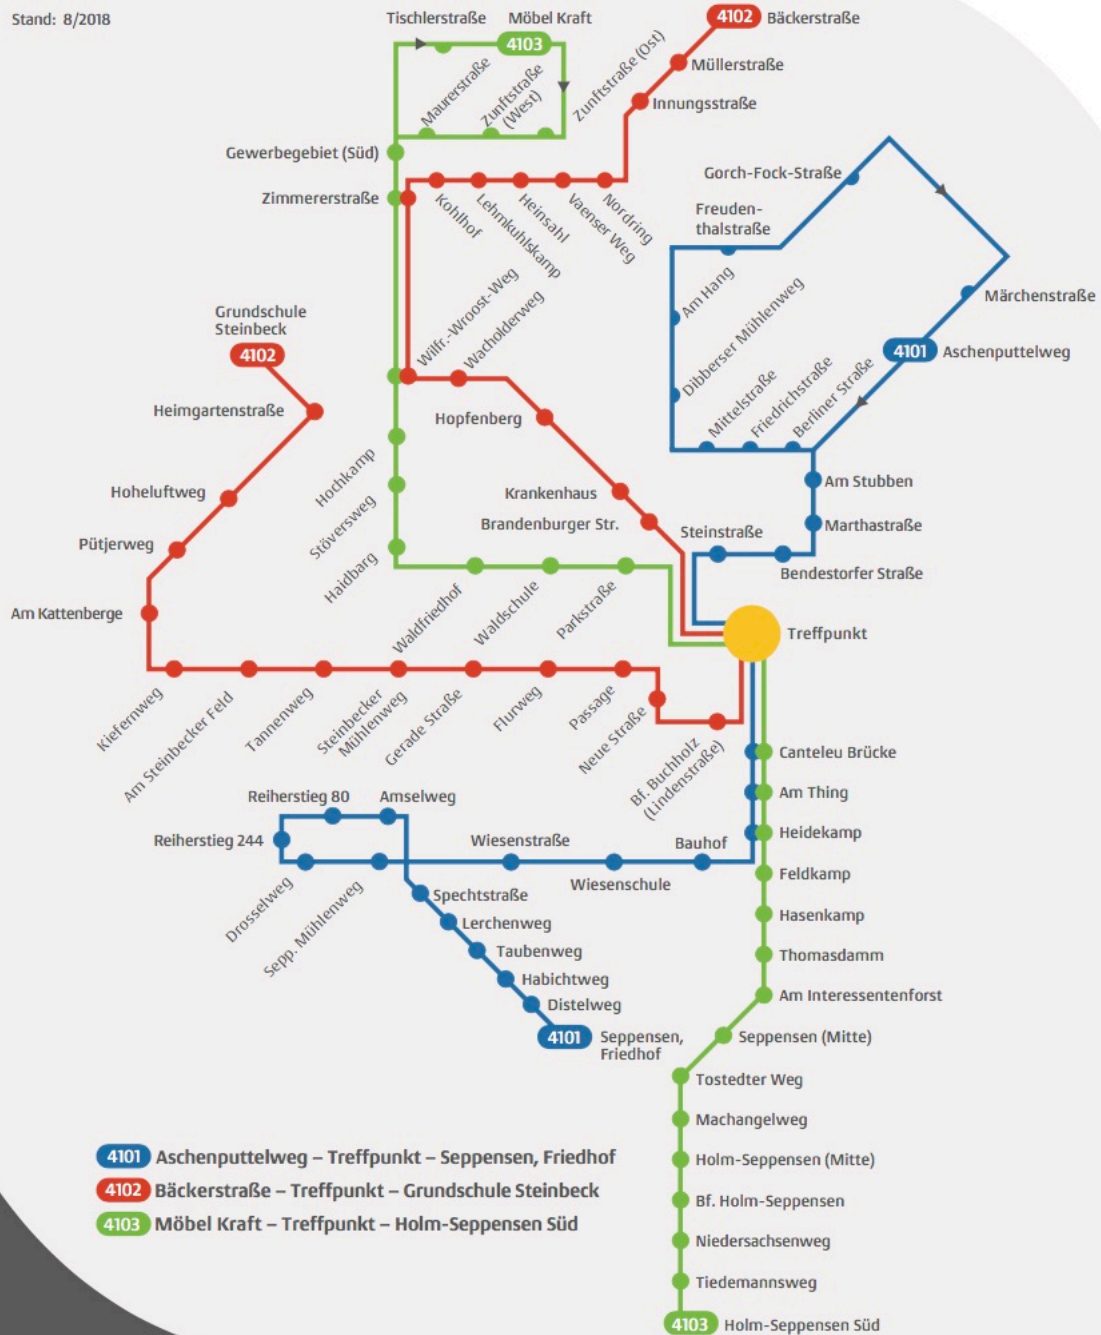 Stand: 8/2018
Tischlerstraße
Möbel Kraft
4103
4102 Bäckerstraße
Müllerstraße
Innungsstraße
Maurerstraße
Zunftstraße
(West)
Zunftstraße (Ost)
Gewerbegebiet (Süd)
Zimmererstraße
Kohlhof
Lehmkuhlskamp
Heinsahl
Vaenser Weg
Nordring
Gorch-Fock-Straße
Freuden-
thalstraße
Am Hang
Dibberser Mühlenweg
Märchenstraße
4101 Aschenputtelweg
Mittelstraße
Friedrichstraße
Berliner Straße
Wilfr.-Wroost-Weg
Wacholderweg
Grundschule
Steinbeck
4102
Heimgartenstraße
Hopfenberg
Hochkamp
Hoheluftweg
Krankenhaus
Am Stubben
Stöversweg
Brandenburger Str.
Steinstraße
Marthastraße
Pütjerweg
Haidbarg
Bendestorfer Straße
Am Kattenberge
Waldfriedhof
Waldschule
Parkstraße
Treffpunkt
Kiefernweg
Am Steinbecker Feld
Tannenweg
Steinbecker
Mühlenweg
Gerade Straße
Flurweg
Passage
Neue Straße
Bf. Buchholz
(Lindenstraße)
Canteleu Brücke
Am Thing
Heidekamp
Feldkamp
Hasenkamp
Thomasdamm
Am Interessentenforst
Seppensen (Mitte)
Tostedter Weg
Machangelweg
Holm-Seppensen (Mitte)
Bf. Holm-Seppensen
Niedersachsenweg
Tiedemannsweg
4103 Holm-Seppensen Süd
Reiherstieg 80
Amselweg
Reiherstieg 244
Wiesenstraße
Bauhof
Wiesenschule
Drosselweg
Sepp. Mühlenweg
Spechtstraße
Lerchenweg
Taubenweg
Habichtweg
Distelweg
4101 Seppensen,
Friedhof
4101 Aschenputtelweg – Treffpunkt – Seppensen, Friedhof
4102 Bäckerstraße – Treffpunkt – Grundschule Steinbeck
4103 Möbel Kraft – Treffpunkt – Holm-Seppensen Süd